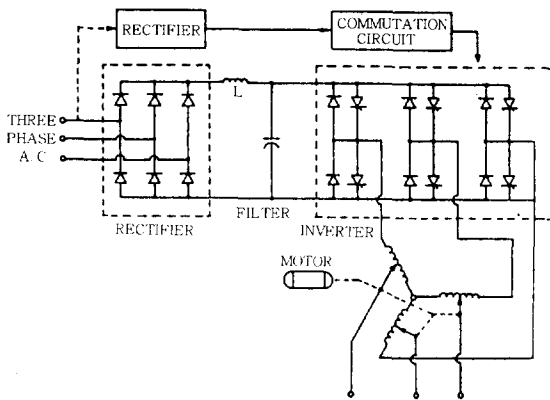 RECTIFIER
COMMUTATION
CIRCUIT
THREE
PHASE
A C
L
FILTER
RECTIFIER
INVERTER
MOTOR